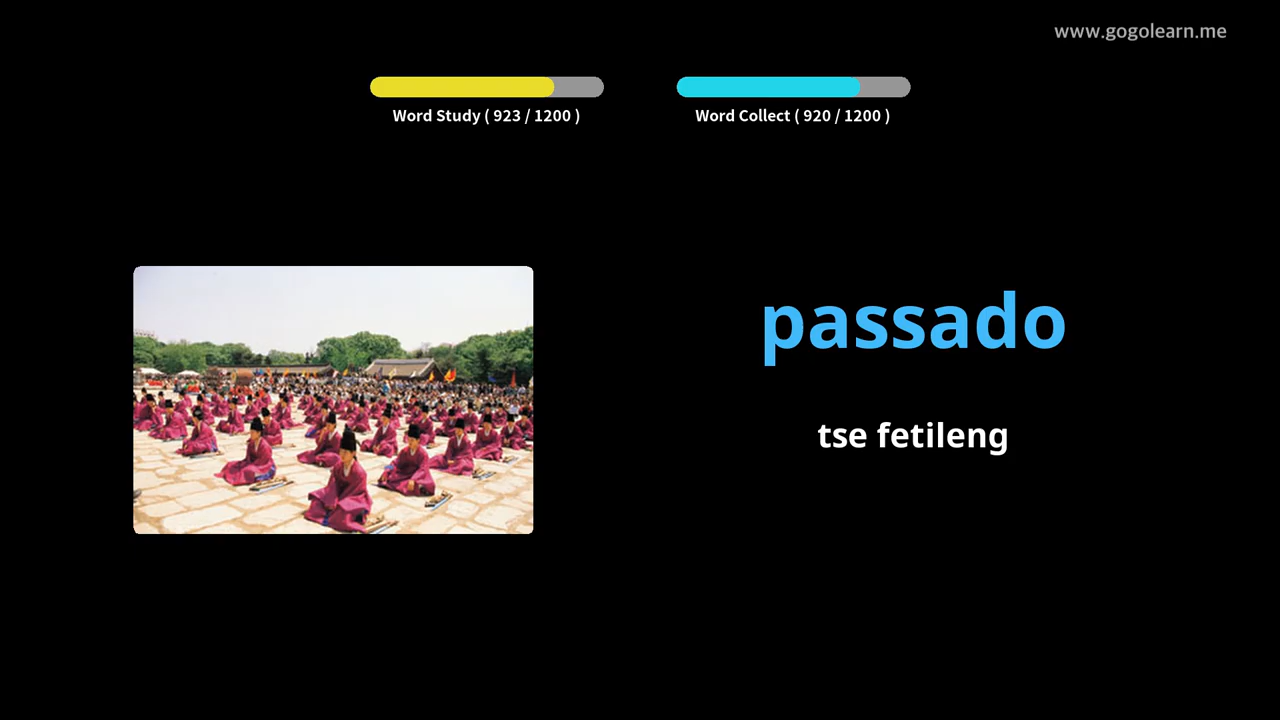 www.gogolearn.me
Word Study ( 923 / 1200 )
Word Collect ( 920 / 1200 )
passado
tse fetileng